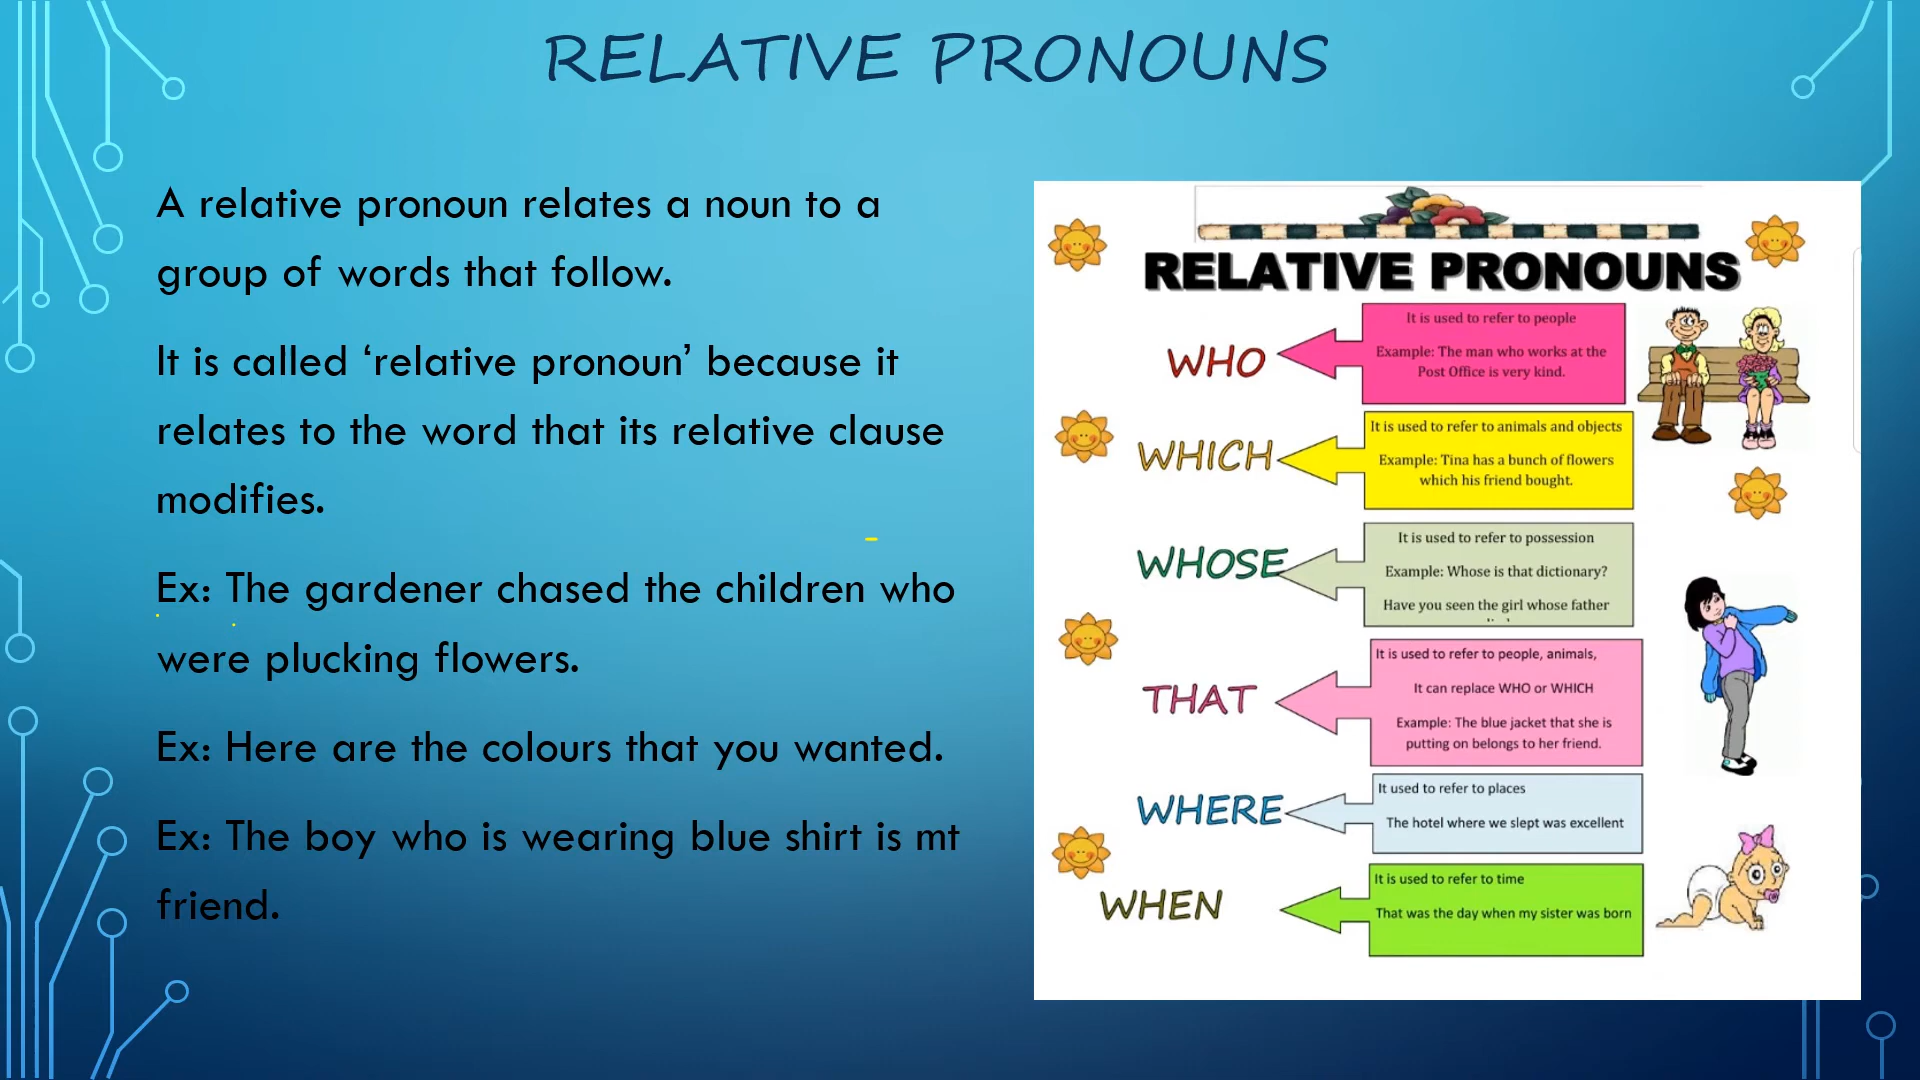 RELATIVE PRONOUNS
A relative pronoun relates a noun to a
group of words that follow.
It is called ‘relative pronoun’ because it
relates to the word that its relative clause
modifies.
Ex: The gardener chased the children who
were plucking flowers.
Ex: Here are the colours that you wanted.
Ex: The boy who is wearing blue shirt is mt
friend.
RELATIVE PRONOUNS
WHO
It is used to refer to people
Example: The man who works at the
Post Office is very kind.
WHICH
It is used to refer to animals and objects
Example: Tina has a bunch of flowers
which his friend bought.
WHOSE
It is used to refer to possession
Example: Whose is that dictionary?
Have you seen the girl whose father
THAT
It is used to refer to people, animals,
It can replace WHO or WHICH
Example: The blue jacket that she is
putting on belongs to her friend.
WHERE
It used to refer to places
The hotel where we slept was excellent
WHEN
It is used to refer to time
That was the day when my sister was born